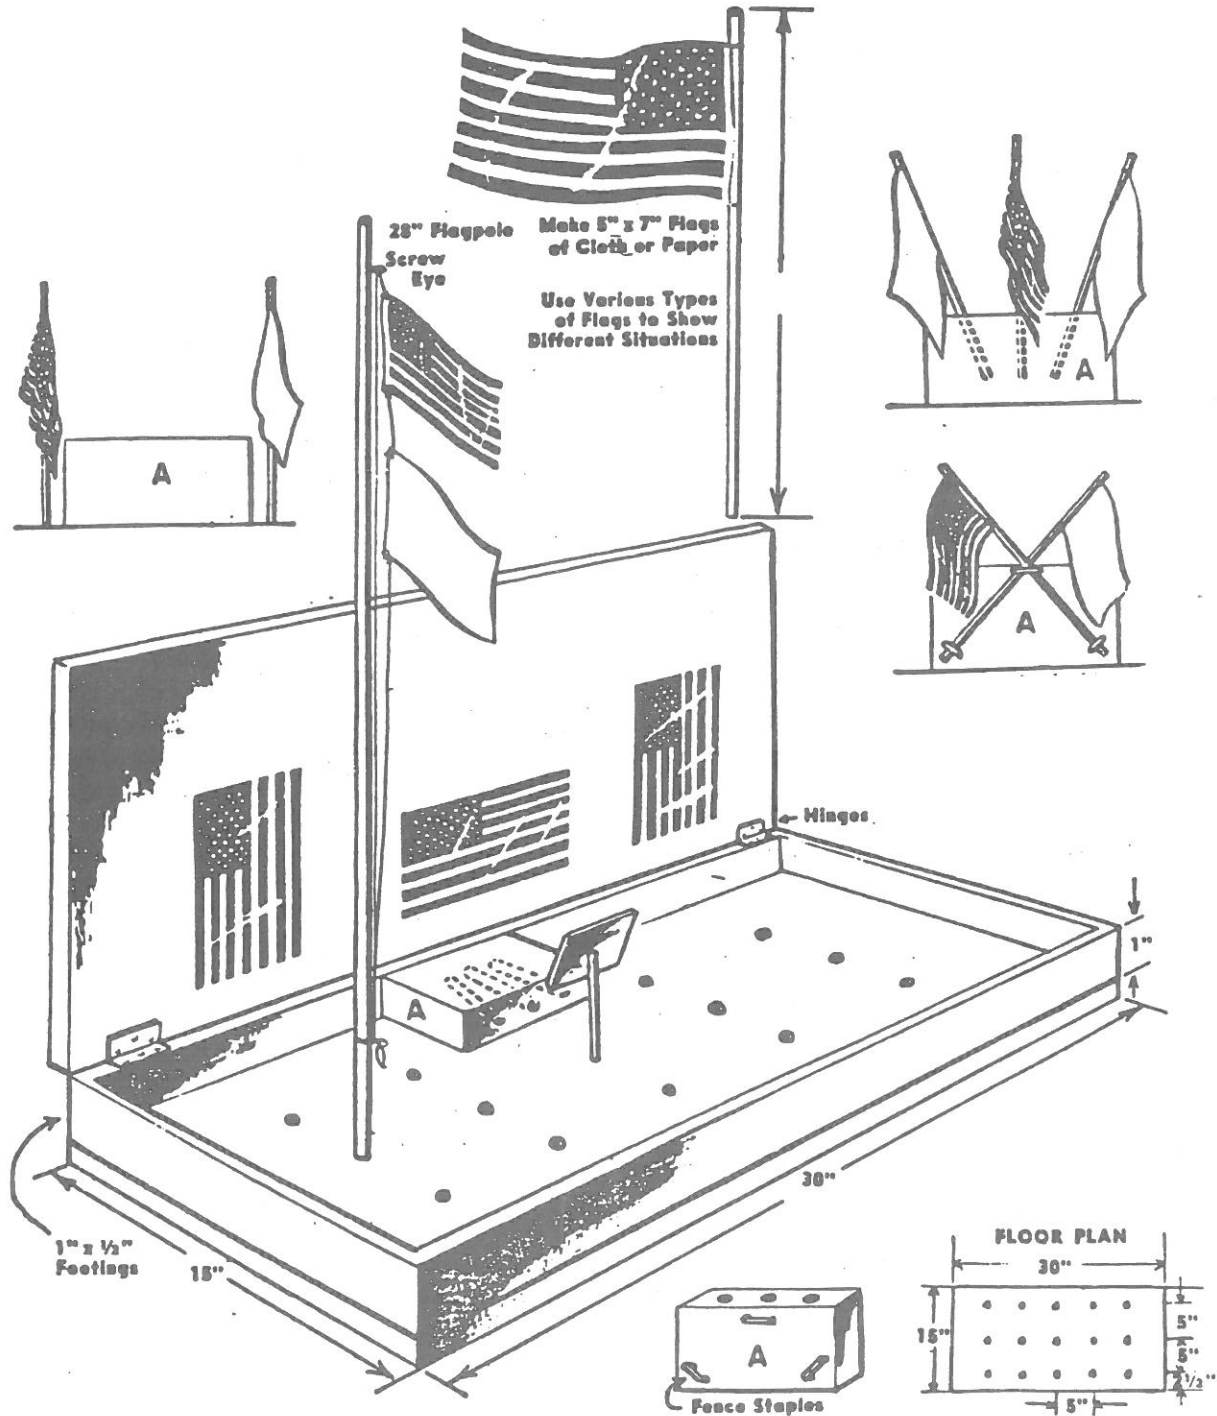 28" Flagpole
Screw
Eye
Make 5" x 7" Flags
of Cloth or Paper
Use Various Types
of Flags to Show
Different Situations
A
A
A
Hinges
A
1"
30"
15"
1" x ½"
Footings
FLOOR PLAN
30"
15"
5"
5"
2½"
5"
A
Fence Staples